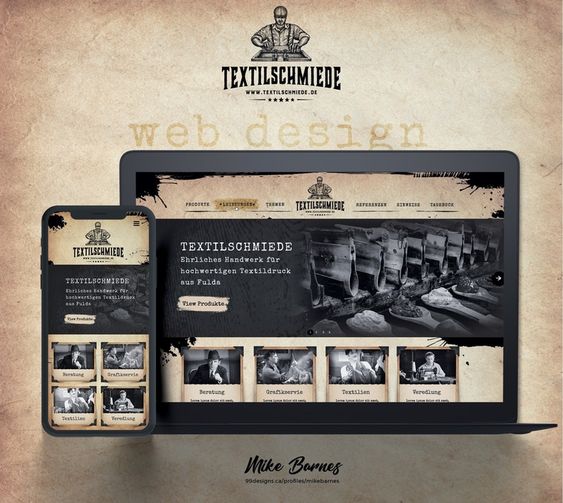 TEXTILSCHMIEDE
WWW.TEXTILSCHMIEDE.DE
web design
PRODUKTE
LEISTUNGEN
THEMEN
TEXTILSCHMIEDE
REFERENZEN
HINWEISE
TAGEBUCH
TEXTILSCHMIEDE
Ehrliches Handwerk für
hochwertigen Textildruck
aus Fulda
View Produkte
Beratung
Grafikservie
Textilien
Veredlung
TEXTILSCHMIEDE
TEXTILSCHMIEDE
Ehrliches Handwerk für
hochwertigen Textildruck
aus Fulda
View Produkte
Beratung
Grafikservie
Textilien
Veredlung
Mike Barnes
99designs.ca/profiles/mikebarnes